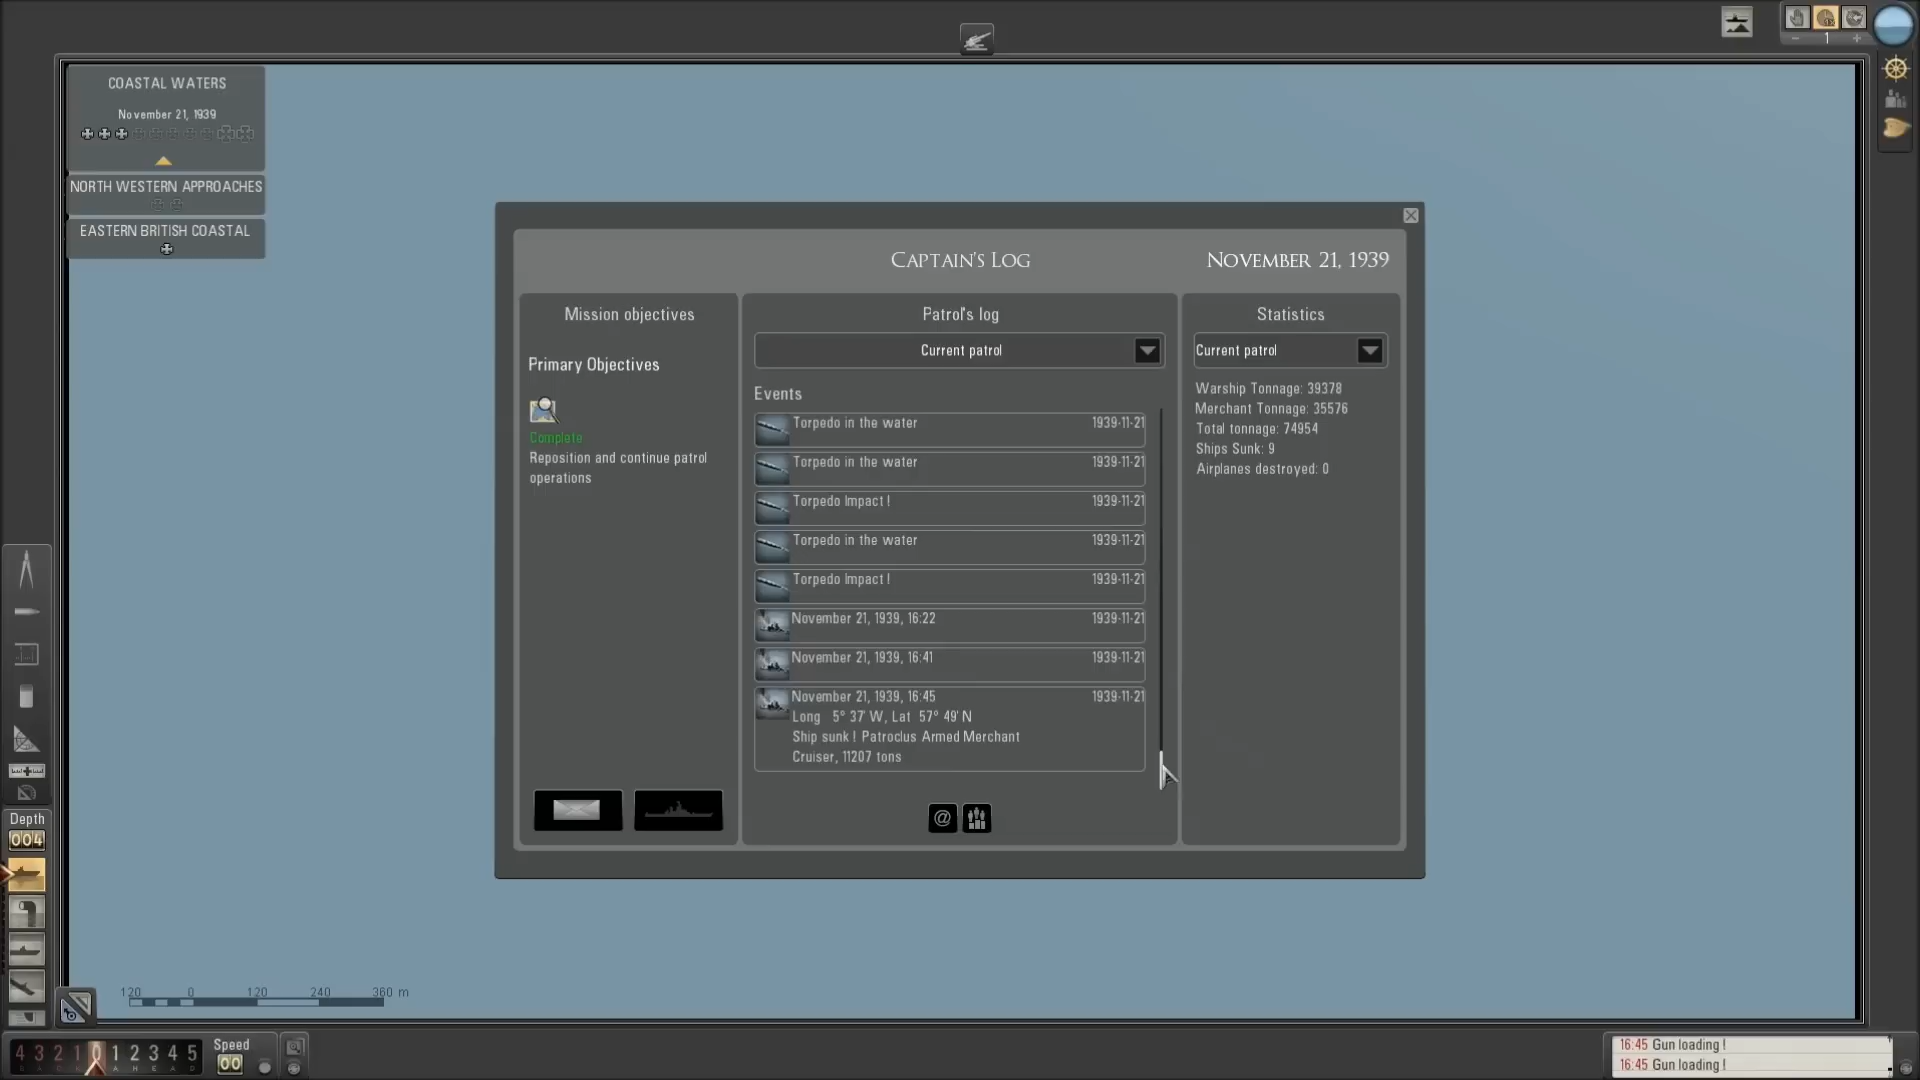 1
COASTAL WATERS
November 21, 1939
NORTH WESTERN APPROACHES
EASTERN BRITISH COASTAL
CAPTAIN'S LOG
NOVEMBER 21, 1939
Mission objectives
Primary Objectives
Complete
Reposition and continue patrol
operations
Patrol's log
Current patrol
Events
Torpedo in the water 1939-11-21
Torpedo in the water 1939-11-21
Torpedo Impact ! 1939-11-21
Torpedo in the water 1939-11-21
Torpedo Impact ! 1939-11-21
November 21, 1939, 16:22 1939-11-21
November 21, 1939, 16:41 1939-11-21
November 21, 1939, 16:45 1939-11-21
Long 5° 37' W, Lat 57° 49' N
Ship sunk ! Patroclus Armed Merchant
Cruiser, 11207 tons
@
Statistics
Current patrol
Warship Tonnage: 39378
Merchant Tonnage: 35576
Total tonnage: 74954
Ships Sunk: 9
Airplanes destroyed: 0
Depth
004
120 0 120 240 360 m
4 3 2 1 0 1 2 3 4 5
AHEAD
Speed
00
16:45 Gun loading !
16:45 Gun loading !